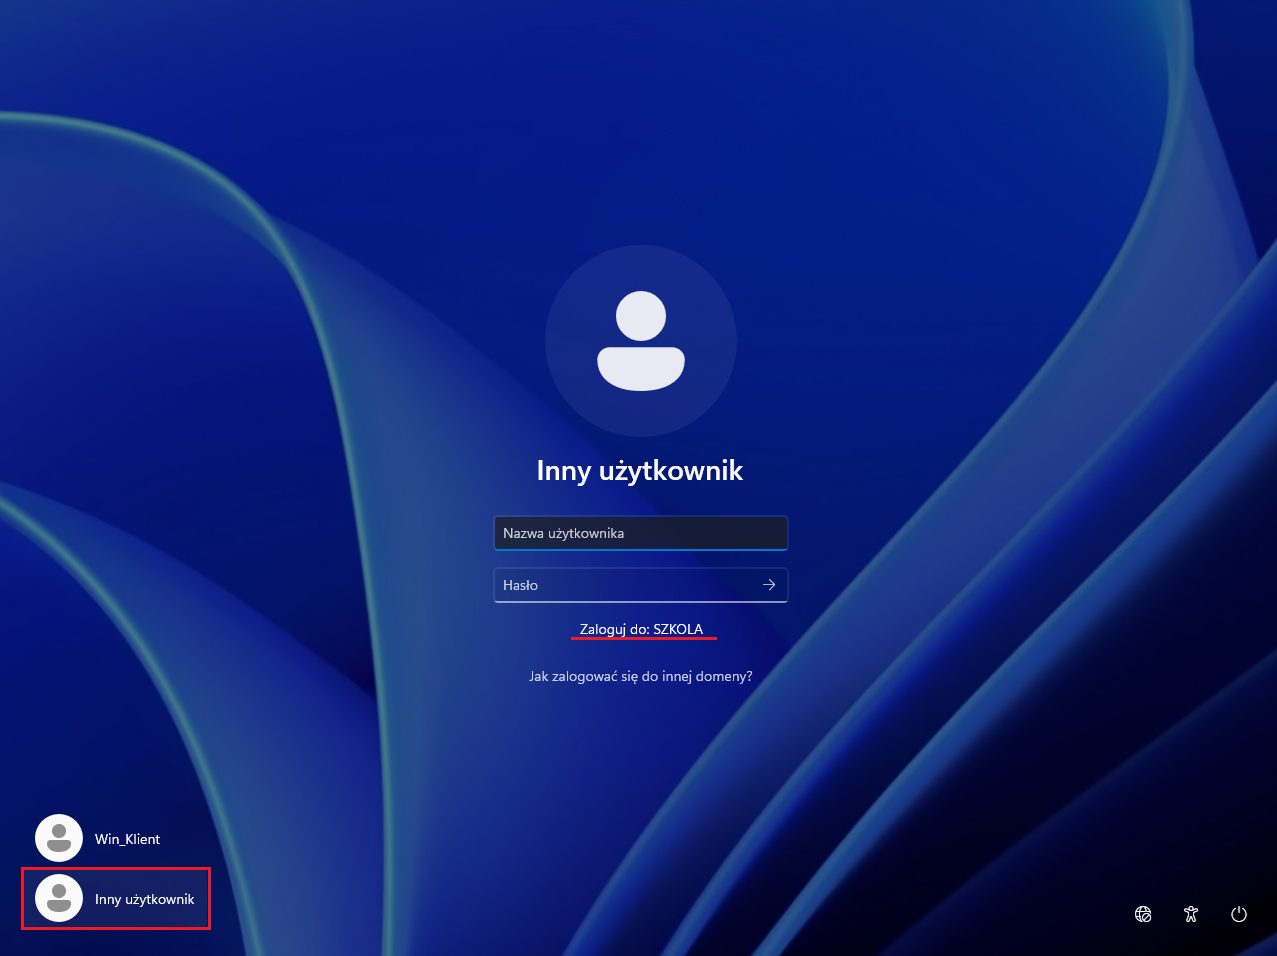 Inny użytkownik
Nazwa użytkownika
Hasło
Zaloguj do: SZKOLA
Jak zalogować się do innej domeny?
Win_Klient
Inny użytkownik